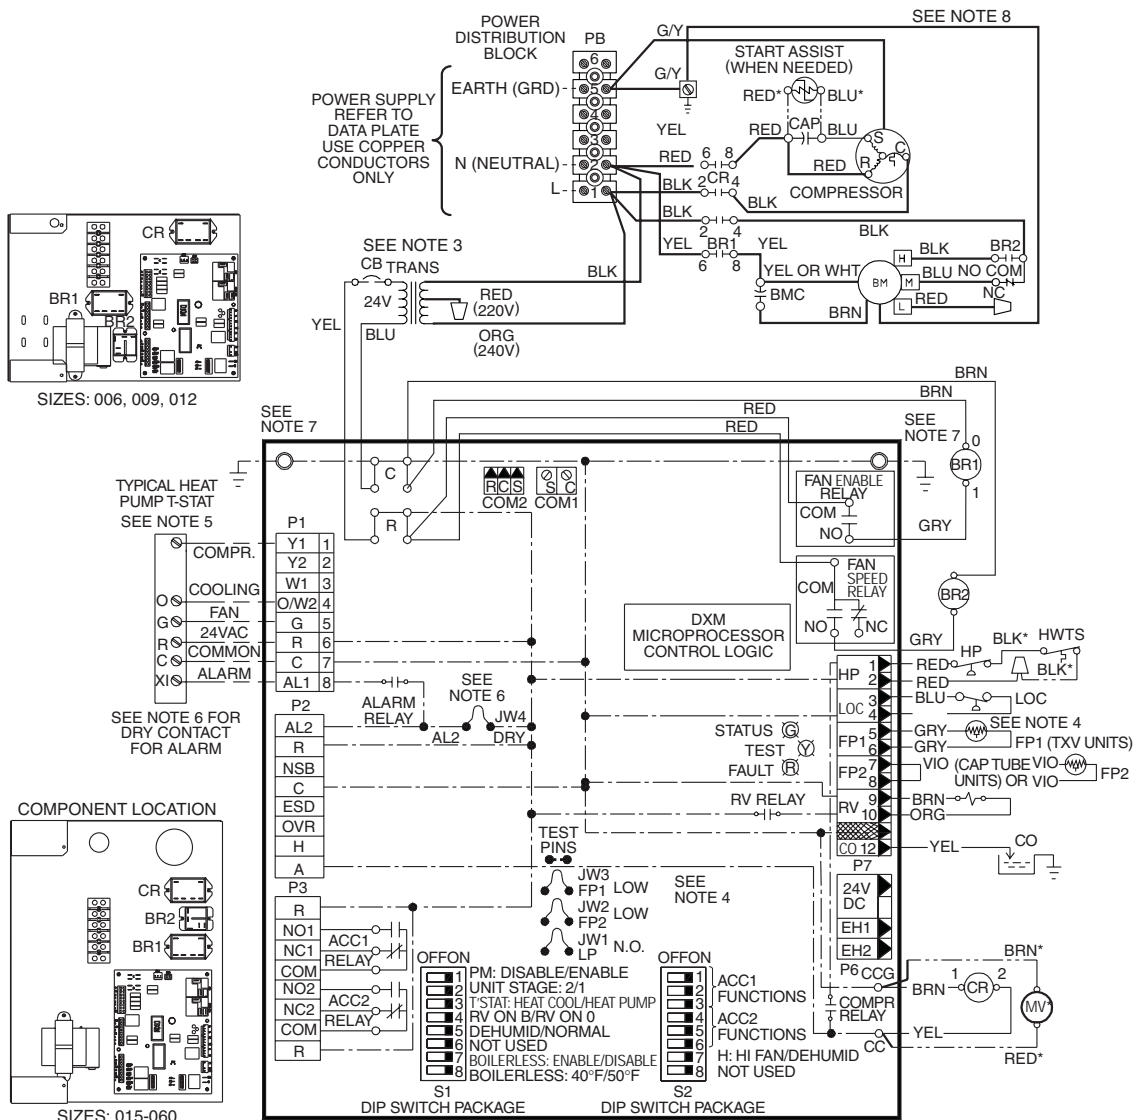 POWER
DISTRIBUTION
BLOCK
PB
6
5
4
3
2
1
G/Y
SEE NOTE 8
START ASSIST
(WHEN NEEDED)
RED*
BLU*
G/Y
EARTH (GRD)
POWER SUPPLY
REFER TO
DATA PLATE
USE COPPER
CONDUCTORS
ONLY
N (NEUTRAL)
L
YEL
RED
CAP
BLU
S
C
R
RED
COMPRESSOR
RED
6 8
CR
BLK
2 4
BLK
BLK
2 4
BLK
YEL
BR1
YEL
6 8
YEL OR WHT
BMC
BRN
BM
H
M
L
BLK
BR2
BLU
NO COM
RED
NC
SEE NOTE 3
CB
TRANS
24V
BLK
RED
(220V)
ORG
(240V)
YEL
BLU
CR
BR1
BR2
SIZES: 006, 009, 012
BRN
BRN
RED
RED
SEE
NOTE 7
SEE
NOTE 7
0
BR1
1
GRY
BR2
GRY
C
R
RCS
COM2
S C
COM1
FAN ENABLE
RELAY
COM
NO
FAN
SPEED
RELAY
COM
NO
NC
DXM
MICROPROCESSOR
CONTROL LOGIC
TYPICAL HEAT
PUMP T-STAT
SEE NOTE 5
COMPR.
O
COOLING
G
FAN
R
24VAC
C
COMMON
XI
ALARM
SEE NOTE 6 FOR
DRY CONTACT
FOR ALARM
P1
Y1 1
Y2 2
W1 3
O/W2 4
G 5
R 6
C 7
AL1 8
ALARM
RELAY
SEE
NOTE 6
JW4
AL2
DRY
P2
AL2
R
NSB
C
ESD
OVR
H
A
P3
R
NO1
NC1
COM
NO2
NC2
COM
R
ACC1
RELAY
ACC2
RELAY
STATUS G
TEST Y
FAULT R
RV RELAY
TEST
PINS
JW3
FP1 LOW
JW2
FP2 LOW
JW1
LP N.O.
SEE
NOTE 4
HP 1
2
LOC 3
4
FP1 5
6
FP2 7
8
RV 9
10
CO 12
P7
24V
DC
EH1
EH2
P6
RED
HP
BLK*
HWTS
RED
BLK*
BLU
LOC
GRY
SEE NOTE 4
GRY
FP1 (TXV UNITS)
VIO
(CAP TUBE
UNITS) OR
VIO
VIO
FP2
BRN
ORG
YEL
CO
CCG
BRN
1 2
CR
BRN*
MV*
COMPR
RELAY
YEL
CC
RED*
OFF ON
1 PM: DISABLE/ENABLE
2 UNIT STAGE: 2/1
3 T'STAT: HEAT COOL/HEAT PUMP
4 RV ON B/RV ON 0
5 DEHUMID/NORMAL
6 NOT USED
7 BOILERLESS: ENABLE/DISABLE
8 BOILERLESS: 40°F/50°F
S1
DIP SWITCH PACKAGE
OFF ON
1
2
3
4
5
6
7
8
ACC1
FUNCTIONS
ACC2
FUNCTIONS
H: HI FAN/DEHUMID
NOT USED
S2
DIP SWITCH PACKAGE
COMPONENT LOCATION
CR
BR2
BR1
SIZES: 015-060